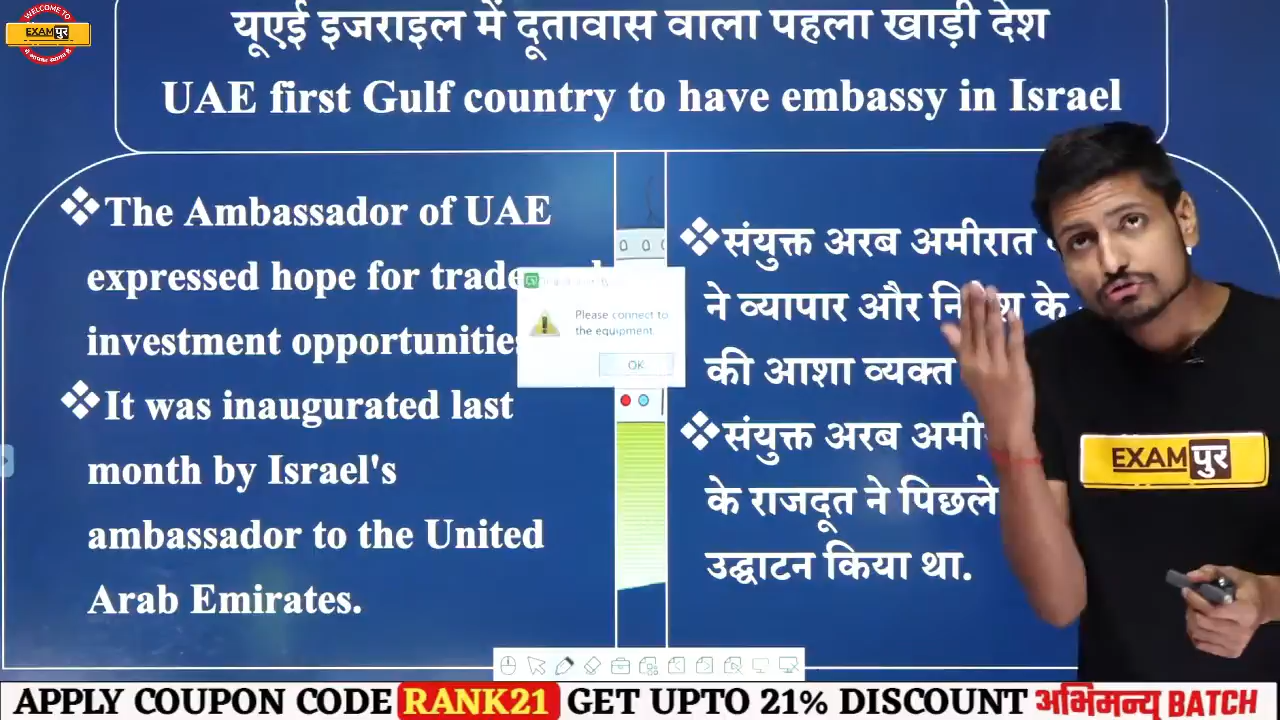 WELCOME TO
EXAMपुर
यूएई इजराइल में दूतावास वाला पहला खाड़ी देश
UAE first Gulf country to have embassy in Israel
❖The Ambassador of UAE
expressed hope for trade
investment opportunities
❖It was inaugurated last
month by Israel's
ambassador to the United
Arab Emirates.
Please connect to
the equipment.
OK
❖संयुक्त अरब अमीरात
ने व्यापार और के
की आशा व्यक्त
❖संयुक्त अरब
के राजदूत ने पिछले
उद्घाटन किया था.
EXAMपुर
APPLY COUPON CODE RANK21 GET UPTO 21% DISCOUNT अभिमन्यु BATCH